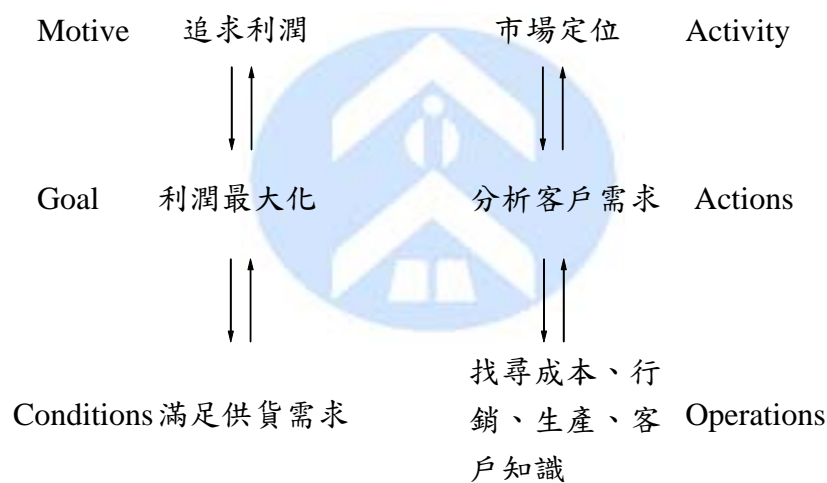 Motive 追求利潤 市場定位 Activity
Goal 利潤最大化 分析客戶需求 Actions
Conditions 滿足供貨需求 找尋成本、行銷、生產、客戶知識 Operations